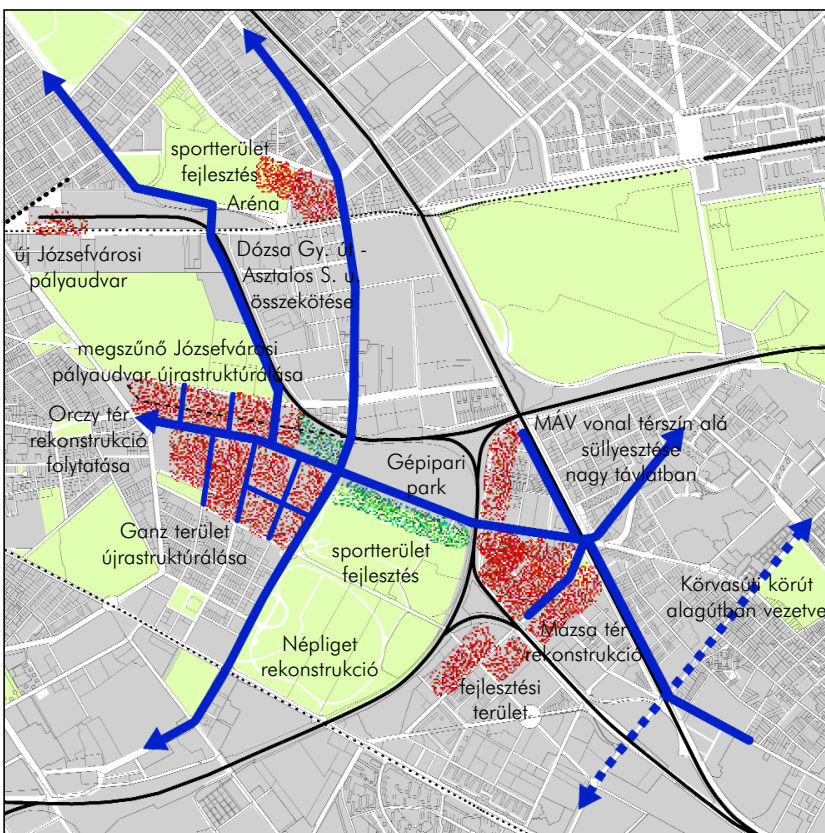 sportterület
fejlesztés
Aréna
új Józsefvárosi
pályaudvar
Dózsa Gy. út -
Asztalos S. u.
összekötése
megszűnő Józsefvárosi
pályaudvar újrastruktúrálása
Orczy tér
rekonstrukció
folytatása
MÁV vonal térszín alá
süllyesztése
nagy távlatban
Gépipari
park
Ganz terület
újrastruktúrálása
sportterület
fejlesztés
Körvasúti körút
alagútban vezetve
Népliget
rekonstrukció
Mázsa tér
rekonstrukció
fejlesztési
terület